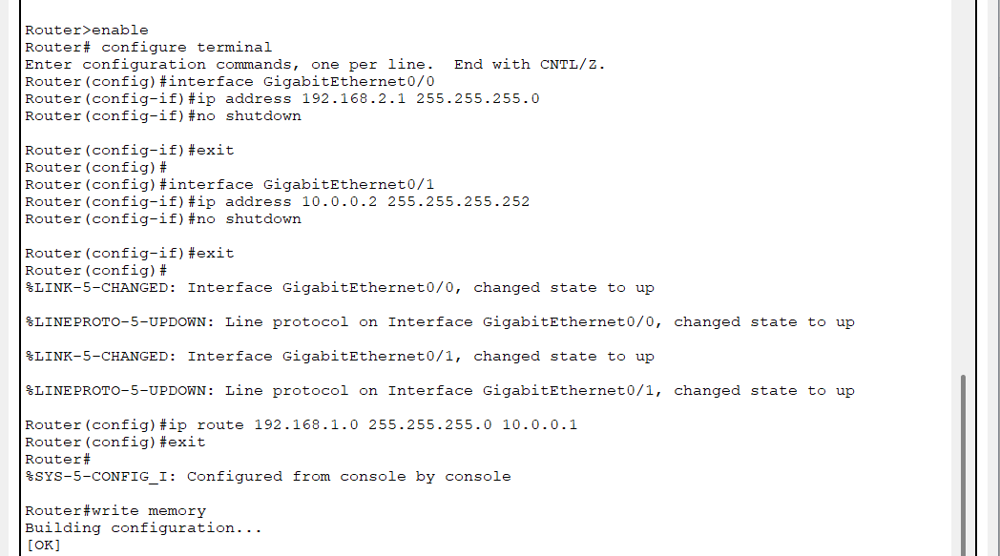 Router>enable
Router# configure terminal
Enter configuration commands, one per line.  End with CNTL/Z.
Router(config)#interface GigabitEthernet0/0
Router(config-if)#ip address 192.168.2.1 255.255.255.0
Router(config-if)#no shutdown
Router(config-if)#exit
Router(config)#
Router(config)#interface GigabitEthernet0/1
Router(config-if)#ip address 10.0.0.2 255.255.255.252
Router(config-if)#no shutdown
Router(config-if)#exit
Router(config)#
%LINK-5-CHANGED: Interface GigabitEthernet0/0, changed state to up
%LINEPROTO-5-UPDOWN: Line protocol on Interface GigabitEthernet0/0, changed state to up
%LINK-5-CHANGED: Interface GigabitEthernet0/1, changed state to up
%LINEPROTO-5-UPDOWN: Line protocol on Interface GigabitEthernet0/1, changed state to up
Router(config)#ip route 192.168.1.0 255.255.255.0 10.0.0.1
Router(config)#exit
Router#
%SYS-5-CONFIG_I: Configured from console by console
Router#write memory
Building configuration...
[OK]